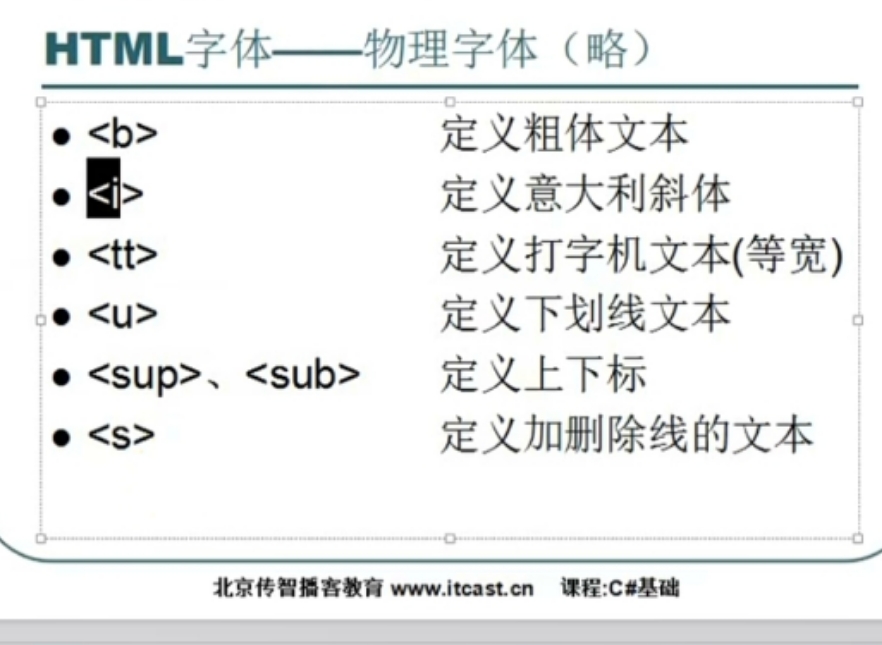 HTML字体——物理字体（略）
● <b> 定义粗体文本
● <i> 定义意大利斜体
● <tt> 定义打字机文本(等宽)
● <u> 定义下划线文本
● <sup>、<sub> 定义上下标
● <s> 定义加删除线的文本
北京传智播客教育 www.itcast.cn 课程:C#基础